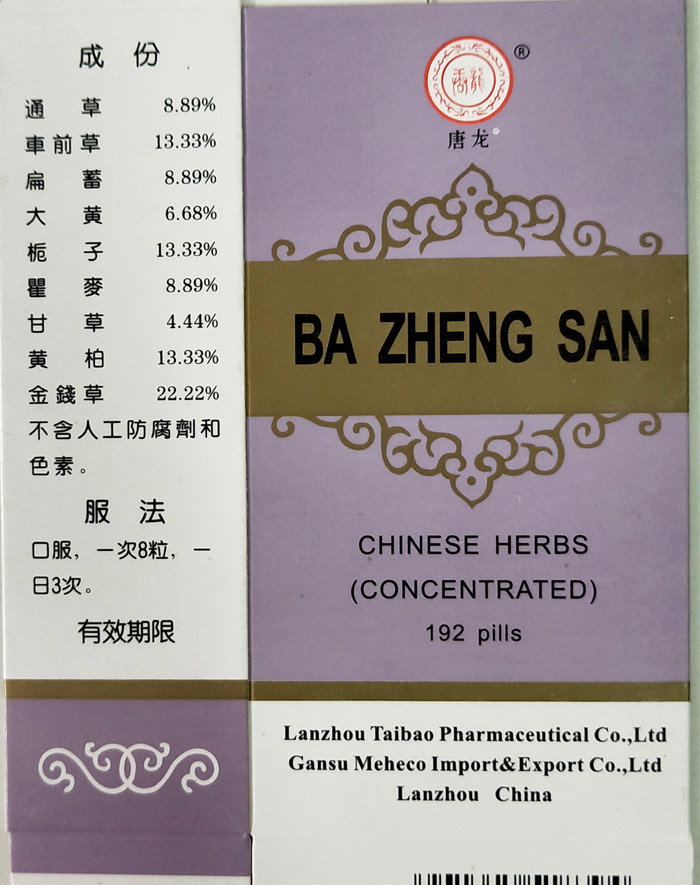 成份
通草 8.89%
車前草 13.33%
扁蓄 8.89%
大黄 6.68%
栀子 13.33%
瞿麥 8.89%
甘草 4.44%
黄柏 13.33%
金錢草 22.22%
不含人工防腐劑和
色素。
服法
口服，一次8粒，一
日3次。
有效期限
®
唐龙
BA ZHENG SAN
CHINESE HERBS
(CONCENTRATED)
192 pills
Lanzhou Taibao Pharmaceutical Co.,Ltd
Gansu Meheco Import&Export Co.,Ltd
Lanzhou China